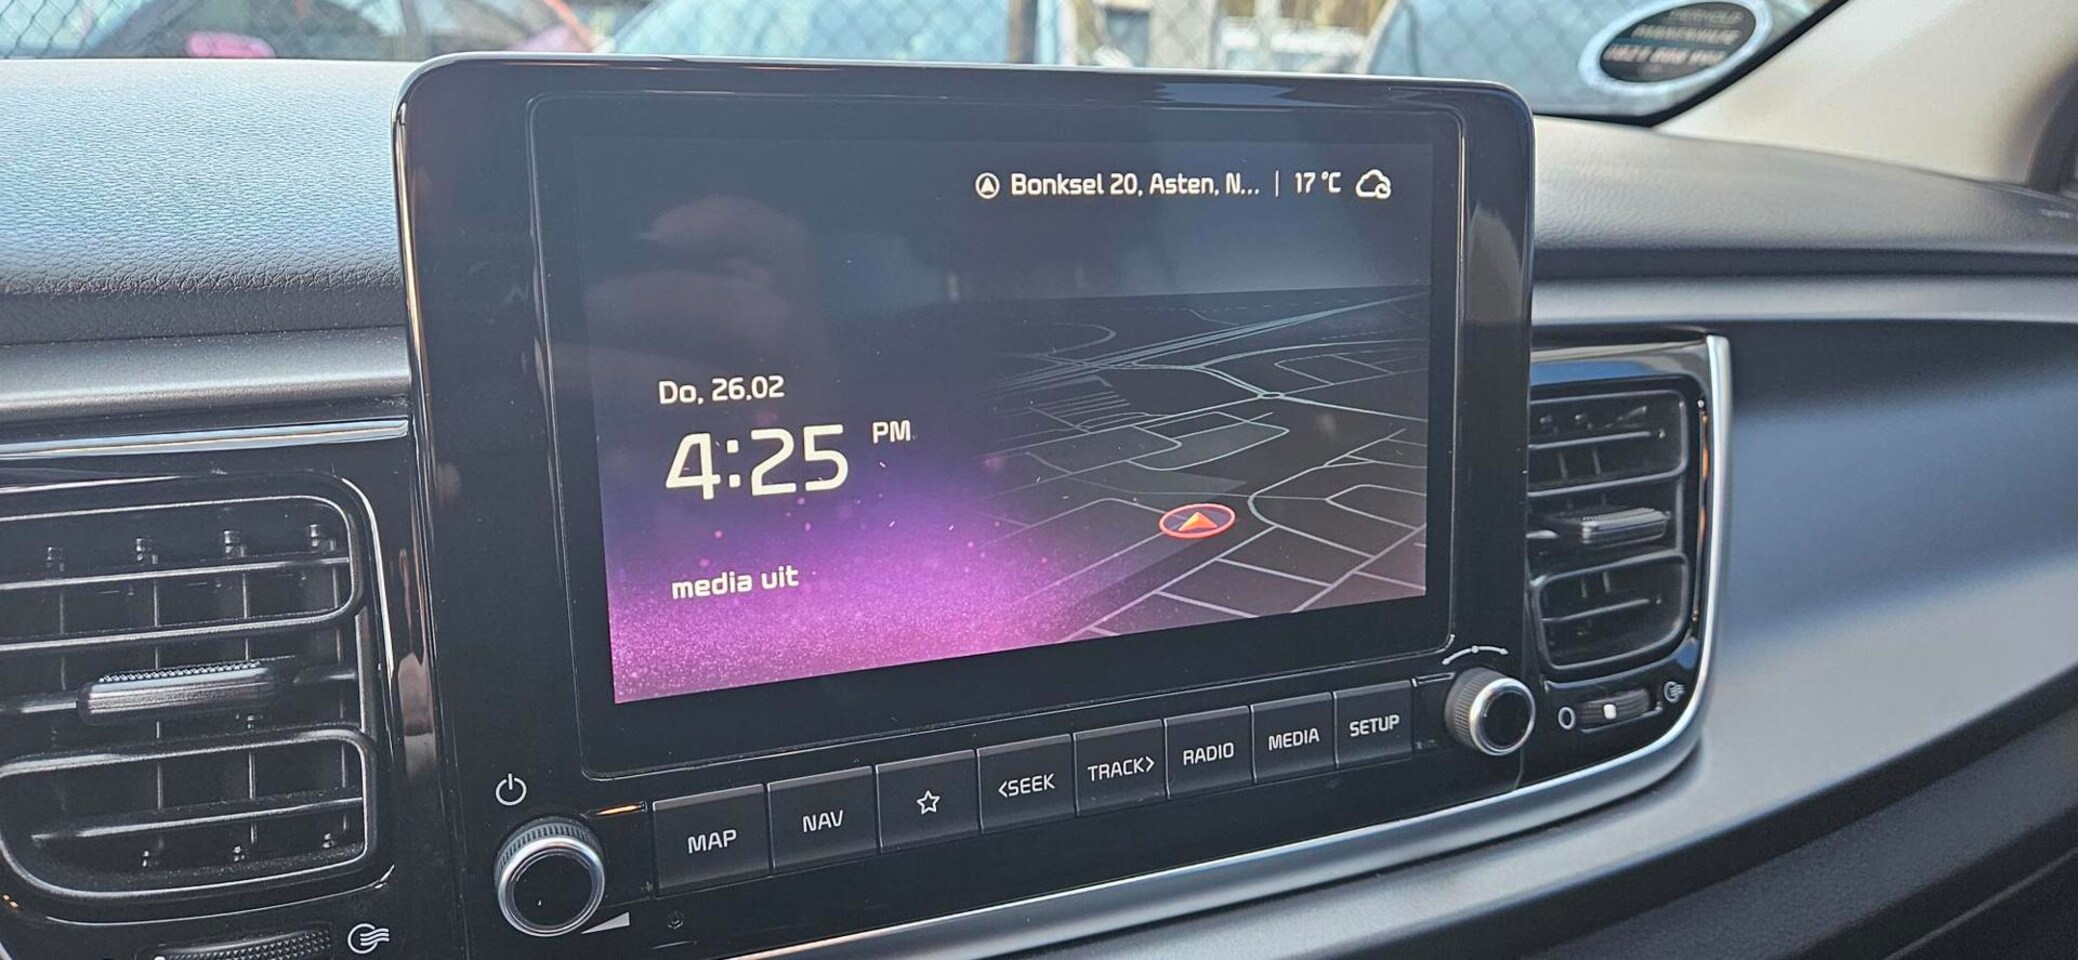 Bonksel 20, Asten, N... | 17 °C
Do, 26.02
4:25 PM
media uit
MAP NAV <SEEK TRACK> RADIO MEDIA SETUP